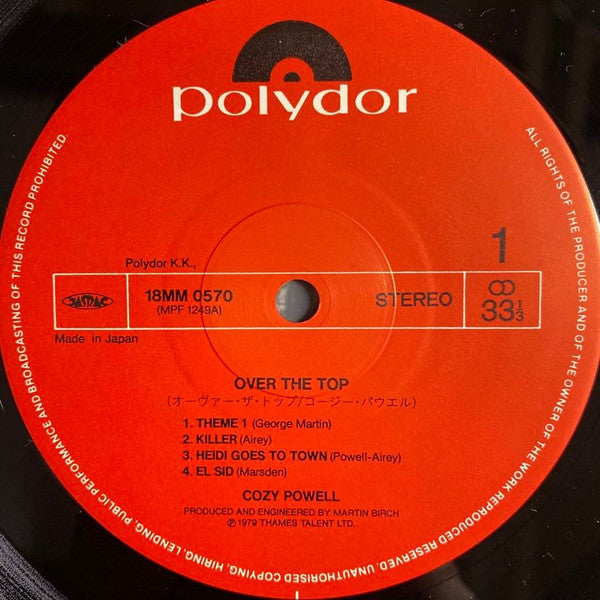 polydor
1
Polydor K.K.,
JASRAC
18MM 0570
(MPF 1249A)
STEREO
33 1/3
Made in Japan
OVER THE TOP
(オーヴァー・ザ・トップ/コージー・パウエル)
1. THEME 1 (George Martin)
2. KILLER (Airey)
3. HEIDI GOES TO TOWN (Powell-Airey)
4. EL SID (Marsden)
COZY POWELL
PRODUCED AND ENGINEERED BY MARTIN BIRCH
℗ 1979 THAMES TALENT LTD.
ALL RIGHTS OF THE PRODUCER AND OF THE OWNER OF THE WORK REPRODUCED RESERVED. UNAUTHORISED COPYING, HIRING, LENDING, PUBLIC PERFORMANCE AND BROADCASTING OF THIS RECORD PROHIBITED.